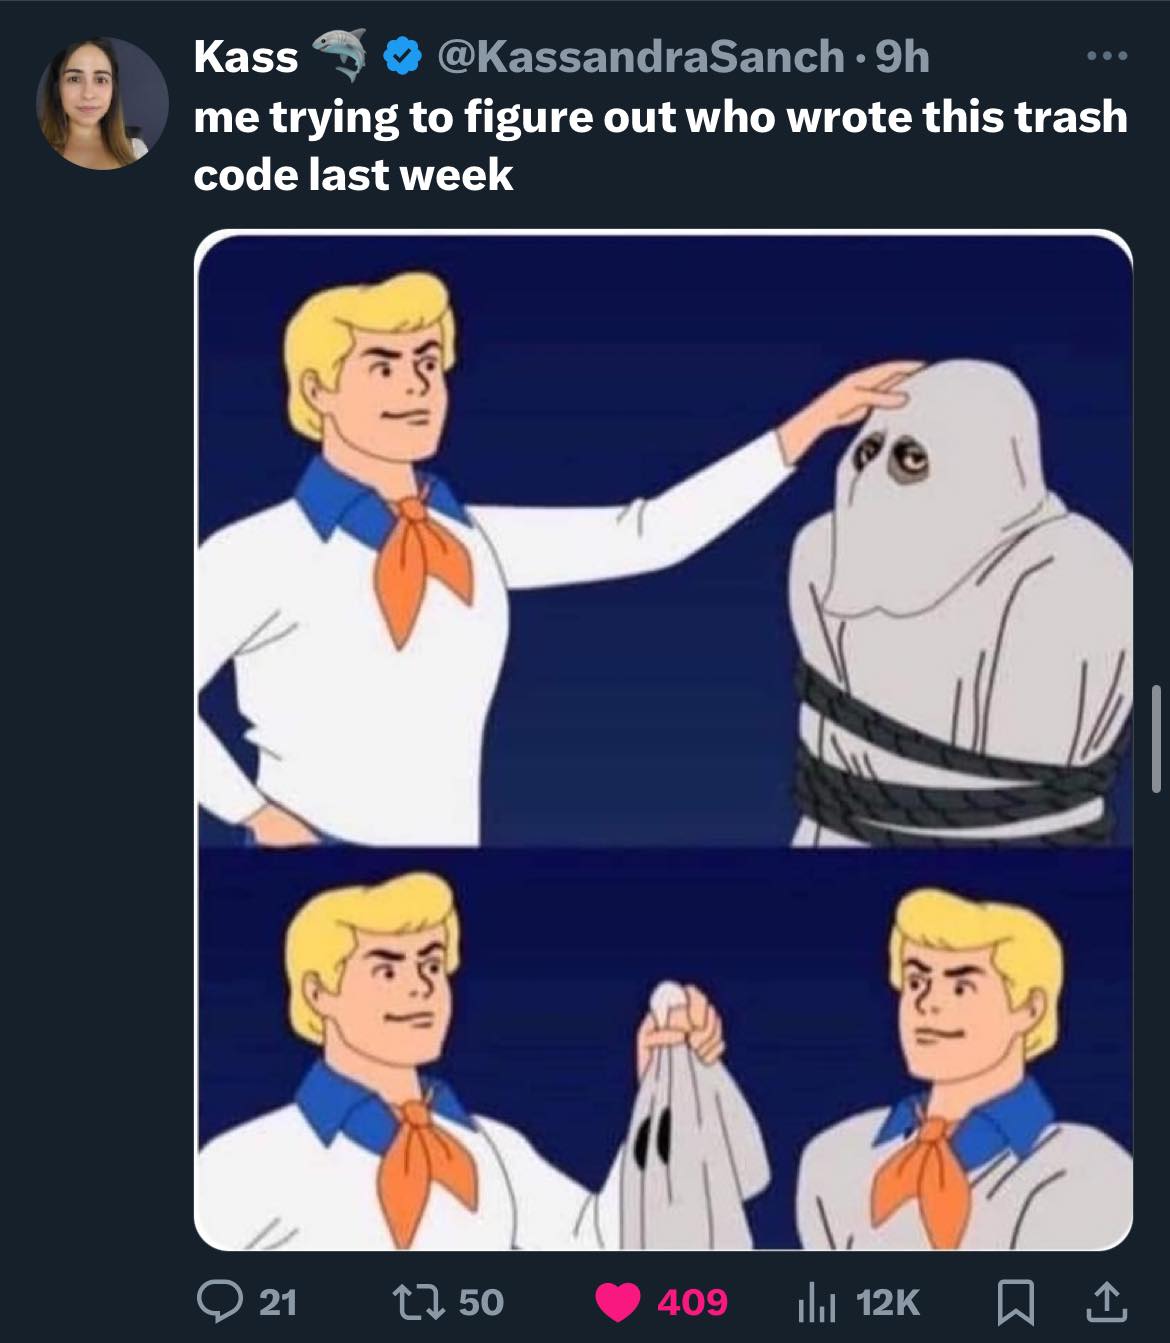 Kass 🦈 @KassandraSanch · 9h
me trying to figure out who wrote this trash
code last week
21 50 409 12K